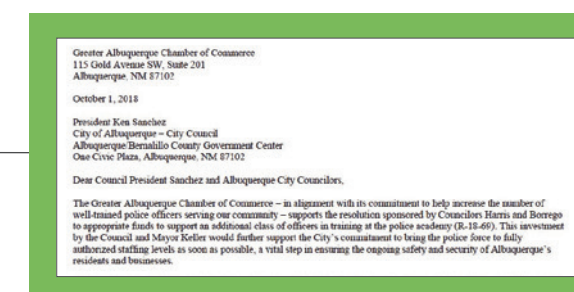 Greater Albuquerque Chamber of Commerce
115 Gold Avenue SW, Suite 201
Albuquerque, NM 87102
October 1, 2018
President Ken Sanchez
City of Albuquerque – City Council
Albuquerque/Bernalillo County Government Center
One Civic Plaza, Albuquerque, NM 87102
Dear Council President Sanchez and Albuquerque City Councilors,
The Greater Albuquerque Chamber of Commerce – in alignment with its commitment to help increase the number of
well-trained police officers serving our community – supports the resolution sponsored by Councilors Harris and Borrego
to appropriate funds to support an additional class of officers in training at the police academy (R-18-69). This investment
by the Council and Mayor Keller would further support the City's commitment to bring the police force to fully
authorized staffing levels as soon as possible, a vital step in ensuring the ongoing safety and security of Albuquerque's
residents and businesses.